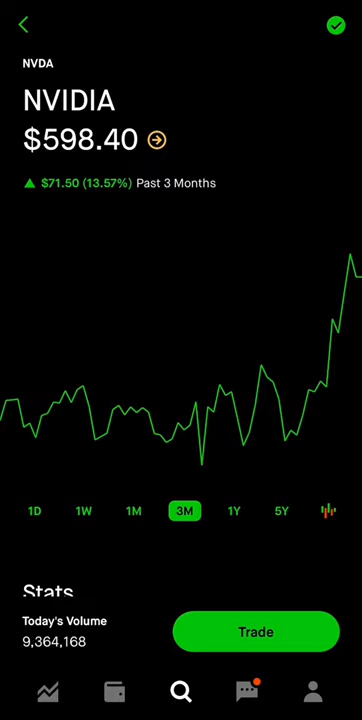 NVDA
NVIDIA
$598.40
$71.50 (13.57%) Past 3 Months
1D 1W 1M 3M 1Y 5Y
Stats
Today's Volume
9,364,168
Trade